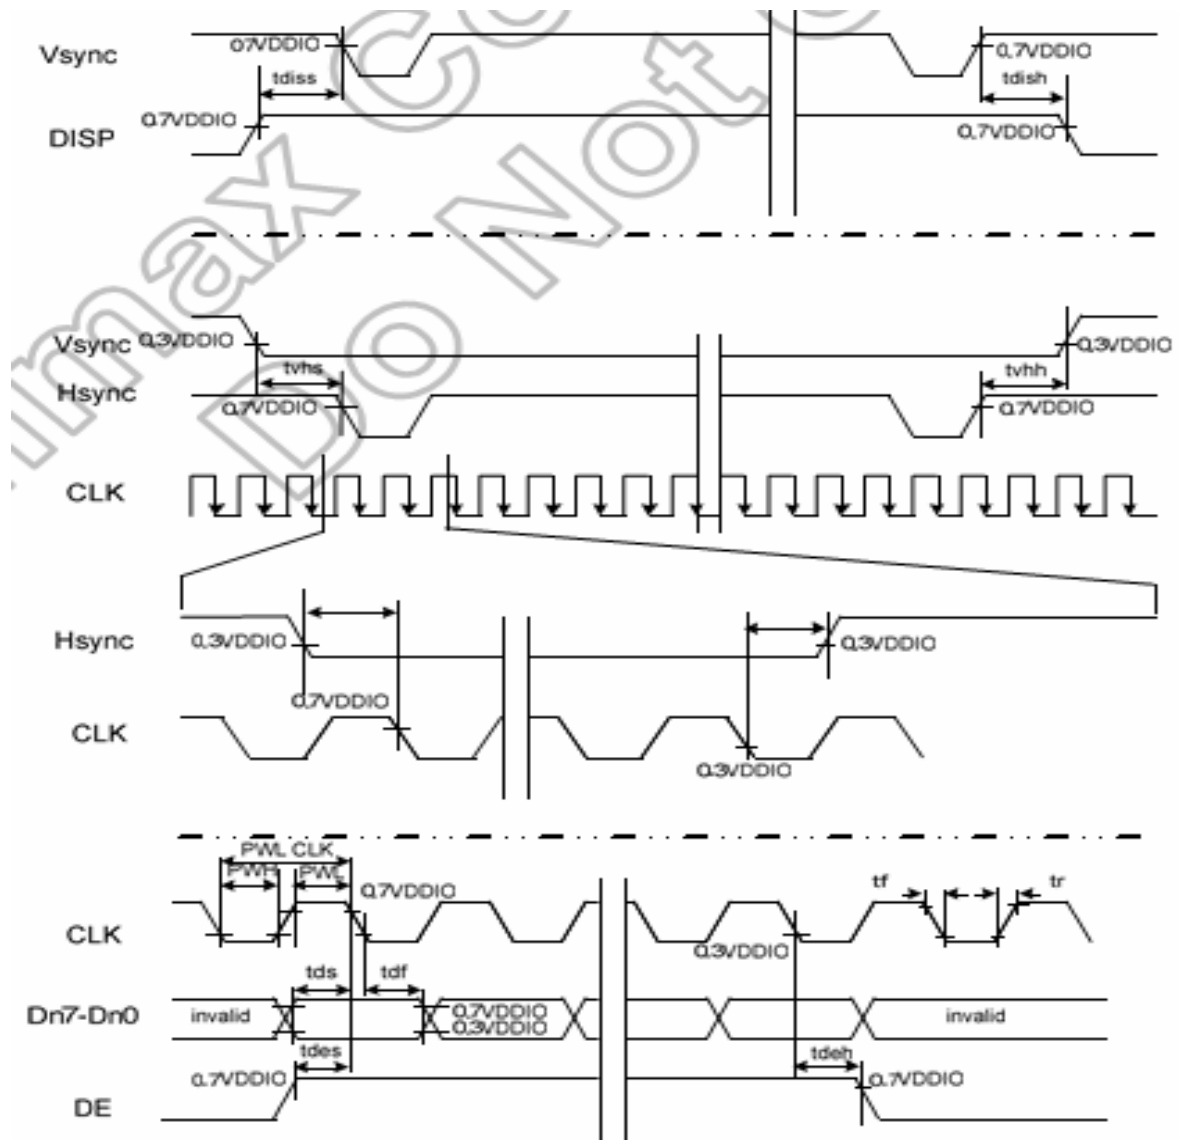 Vsync 0.7VDDIO 0.7VDDIO
tdiss tdish
DISP 0.7VDDIO 0.7VDDIO
Vsync 0.3VDDIO 0.3VDDIO
tvhs tvhh
Hsync 0.7VDDIO 0.7VDDIO
CLK
Hsync 0.3VDDIO 0.3VDDIO
0.7VDDIO
CLK
0.3VDDIO
PWL CLK
PWH PWL 0.7VDDIO tf tr
CLK 0.3VDDIO
tds tdf
Dn7-Dn0 invalid 0.7VDDIO invalid
0.3VDDIO
tdes tdeh
0.7VDDIO 0.7VDDIO
DE
Do Not